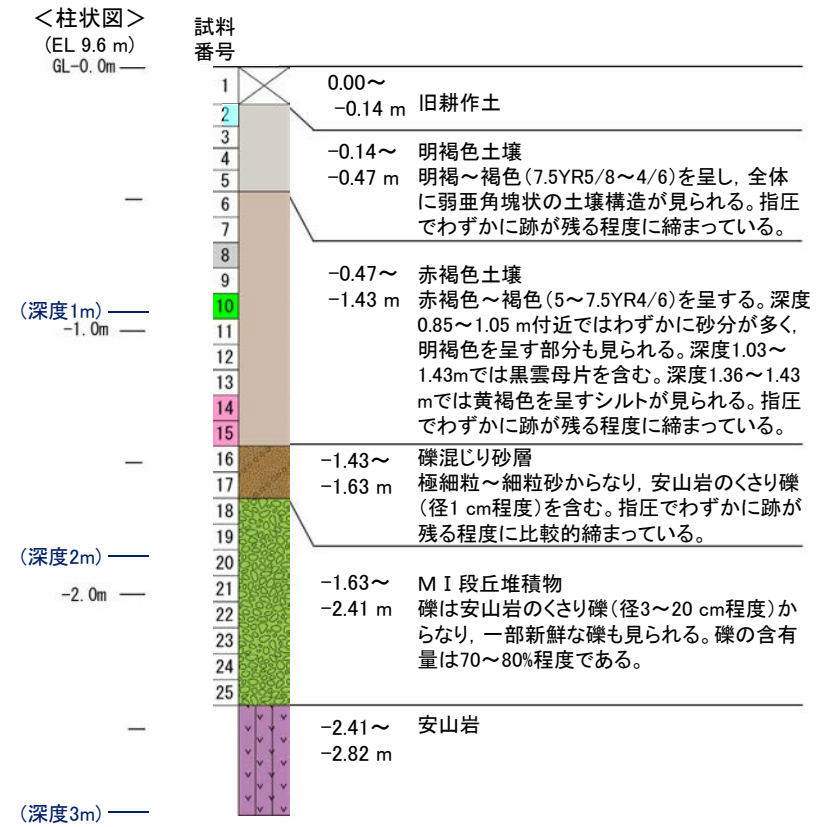 ＜柱状図＞
(EL 9.6 m)
試料
番号
GL-0.0m
1
2
3
4
5
6
7
8
9
10
11
12
13
14
15
16
17
18
19
20
21
22
23
24
25
(深度1m)
-1.0m
(深度2m)
-2.0m
(深度3m)
0.00～
-0.14 m
旧耕作土
-0.14～
-0.47 m
明褐色土壌
明褐～褐色(7.5YR5/8～4/6)を呈し，全体
に弱亜角塊状の土壌構造が見られる。指圧
でわずかに跡が残る程度に締まっている。
-0.47～
-1.43 m
赤褐色土壌
赤褐色～褐色(5～7.5YR4/6)を呈する。深度
0.85～1.05 m付近ではわずかに砂分が多く，
明褐色を呈す部分も見られる。深度1.03～
1.43mでは黒雲母片を含む。深度1.36～1.43
mでは黄褐色を呈すシルトが見られる。指圧
でわずかに跡が残る程度に締まっている。
-1.43～
-1.63 m
礫混じり砂層
極細粒～細粒砂からなり，安山岩のくさり礫
(径1 cm程度)を含む。指圧でわずかに跡が
残る程度に比較的締まっている。
-1.63～
-2.41 m
ＭⅠ段丘堆積物
礫は安山岩のくさり礫(径3～20 cm程度)か
らなり，一部新鮮な礫も見られる。礫の含有
量は70～80%程度である。
-2.41～
-2.82 m
安山岩